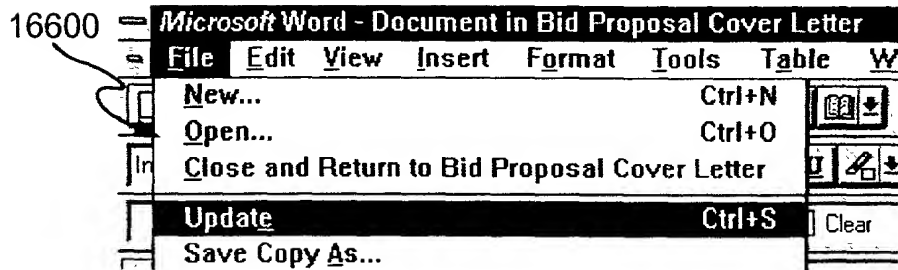 16600
Microsoft Word - Document in Bid Proposal Cover Letter
File Edit View Insert Format Tools Table W
New... Ctrl+N
Open... Ctrl+O
In Close and Return to Bid Proposal Cover Letter U
Update Ctrl+S Clear
Save Copy As...